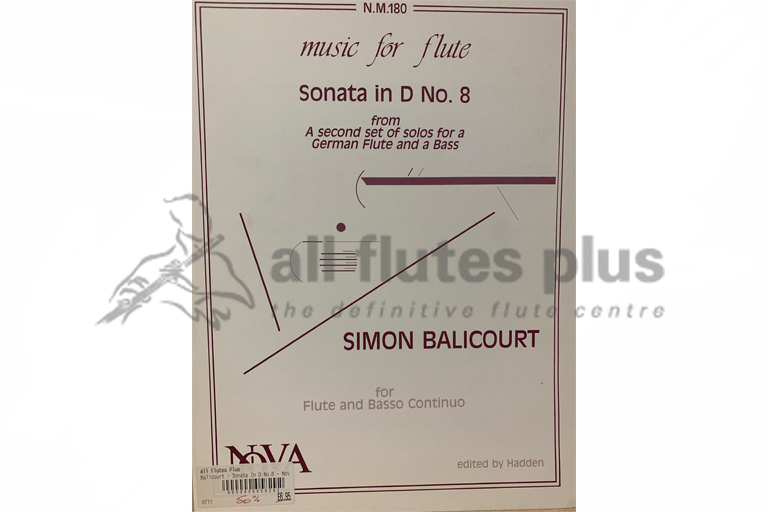 N.M.180
music for flute
Sonata in D No. 8
from
A second set of solos for a
German Flute and a Bass
all flutes plus
the definitive flute centre
SIMON BALICOURT
for
Flute and Basso Continuo
NOVA
edited by Hadden
All Flutes Plus
Balicourt - Sonata In D No.8 - Nov
0711
50%
£6.95